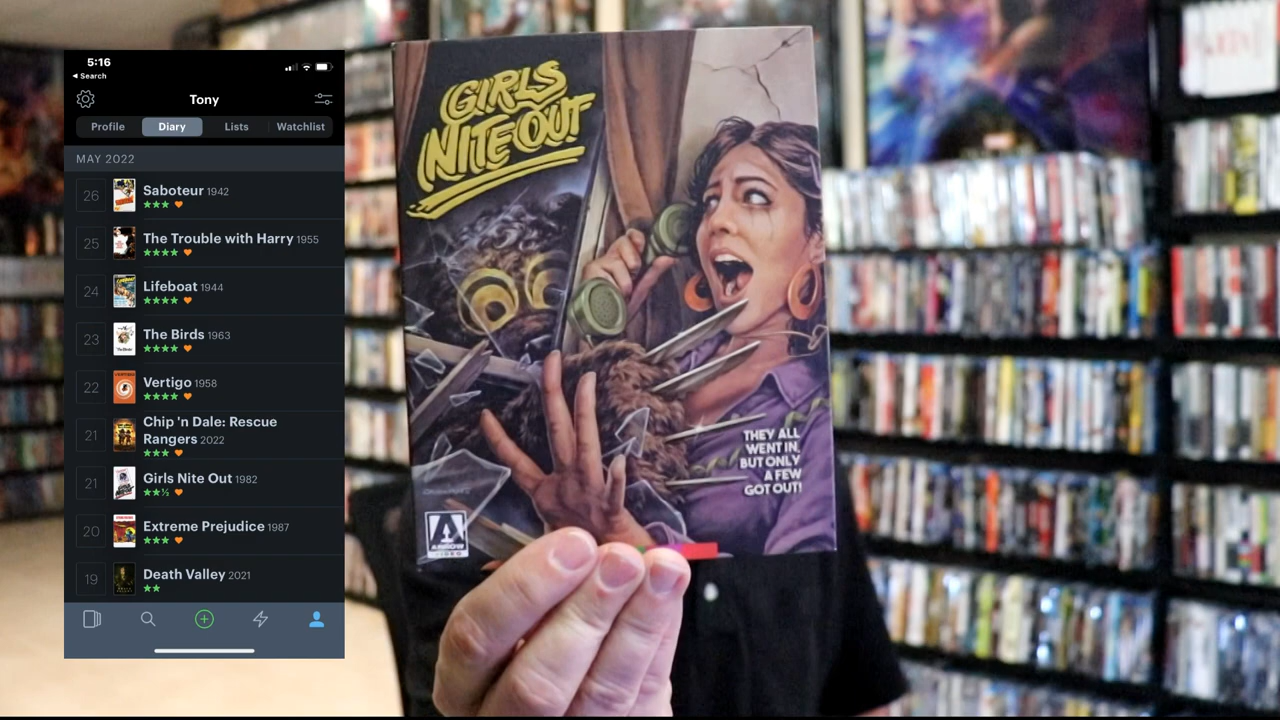 5:16
Search
Tony
Profile Diary Lists Watchlist
MAY 2022
26 Saboteur 1942
25 The Trouble with Harry 1955
24 Lifeboat 1944
23 The Birds 1963
22 Vertigo 1958
21 Chip 'n Dale: Rescue
Rangers 2022
21 Girls Nite Out 1982
20 Extreme Prejudice 1987
19 Death Valley 2021
GIRLS
NITE OUT
THEY ALL
WENT IN,
BUT ONLY
A FEW
GOT OUT!
ARROW
VIDEO